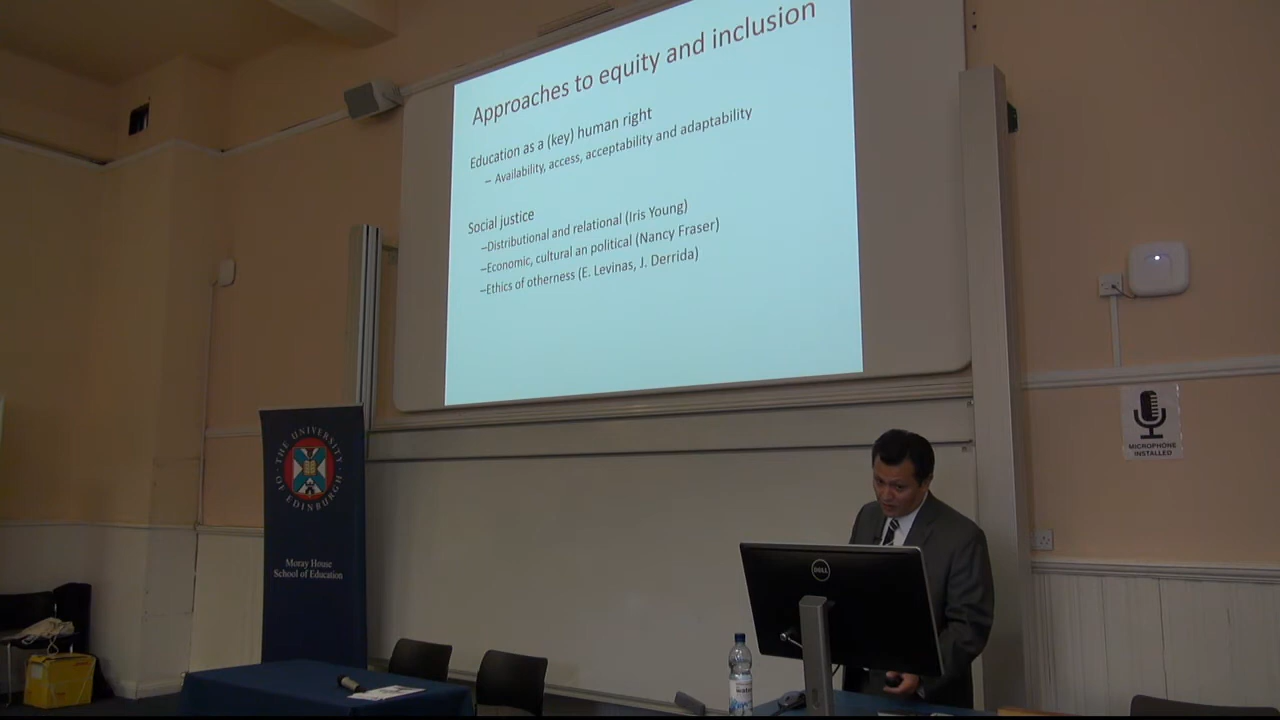 Approaches to equity and inclusion
Education as a (key) human right
– Availability, access, acceptability and adaptability
Social justice
–Distributional and relational (Iris Young)
–Economic, cultural an political (Nancy Fraser)
–Ethics of otherness (E. Levinas, J. Derrida)
THE UNIVERSITY
OF EDINBURGH
Moray House
School of Education
MICROPHONE
INSTALLED
DELL
water